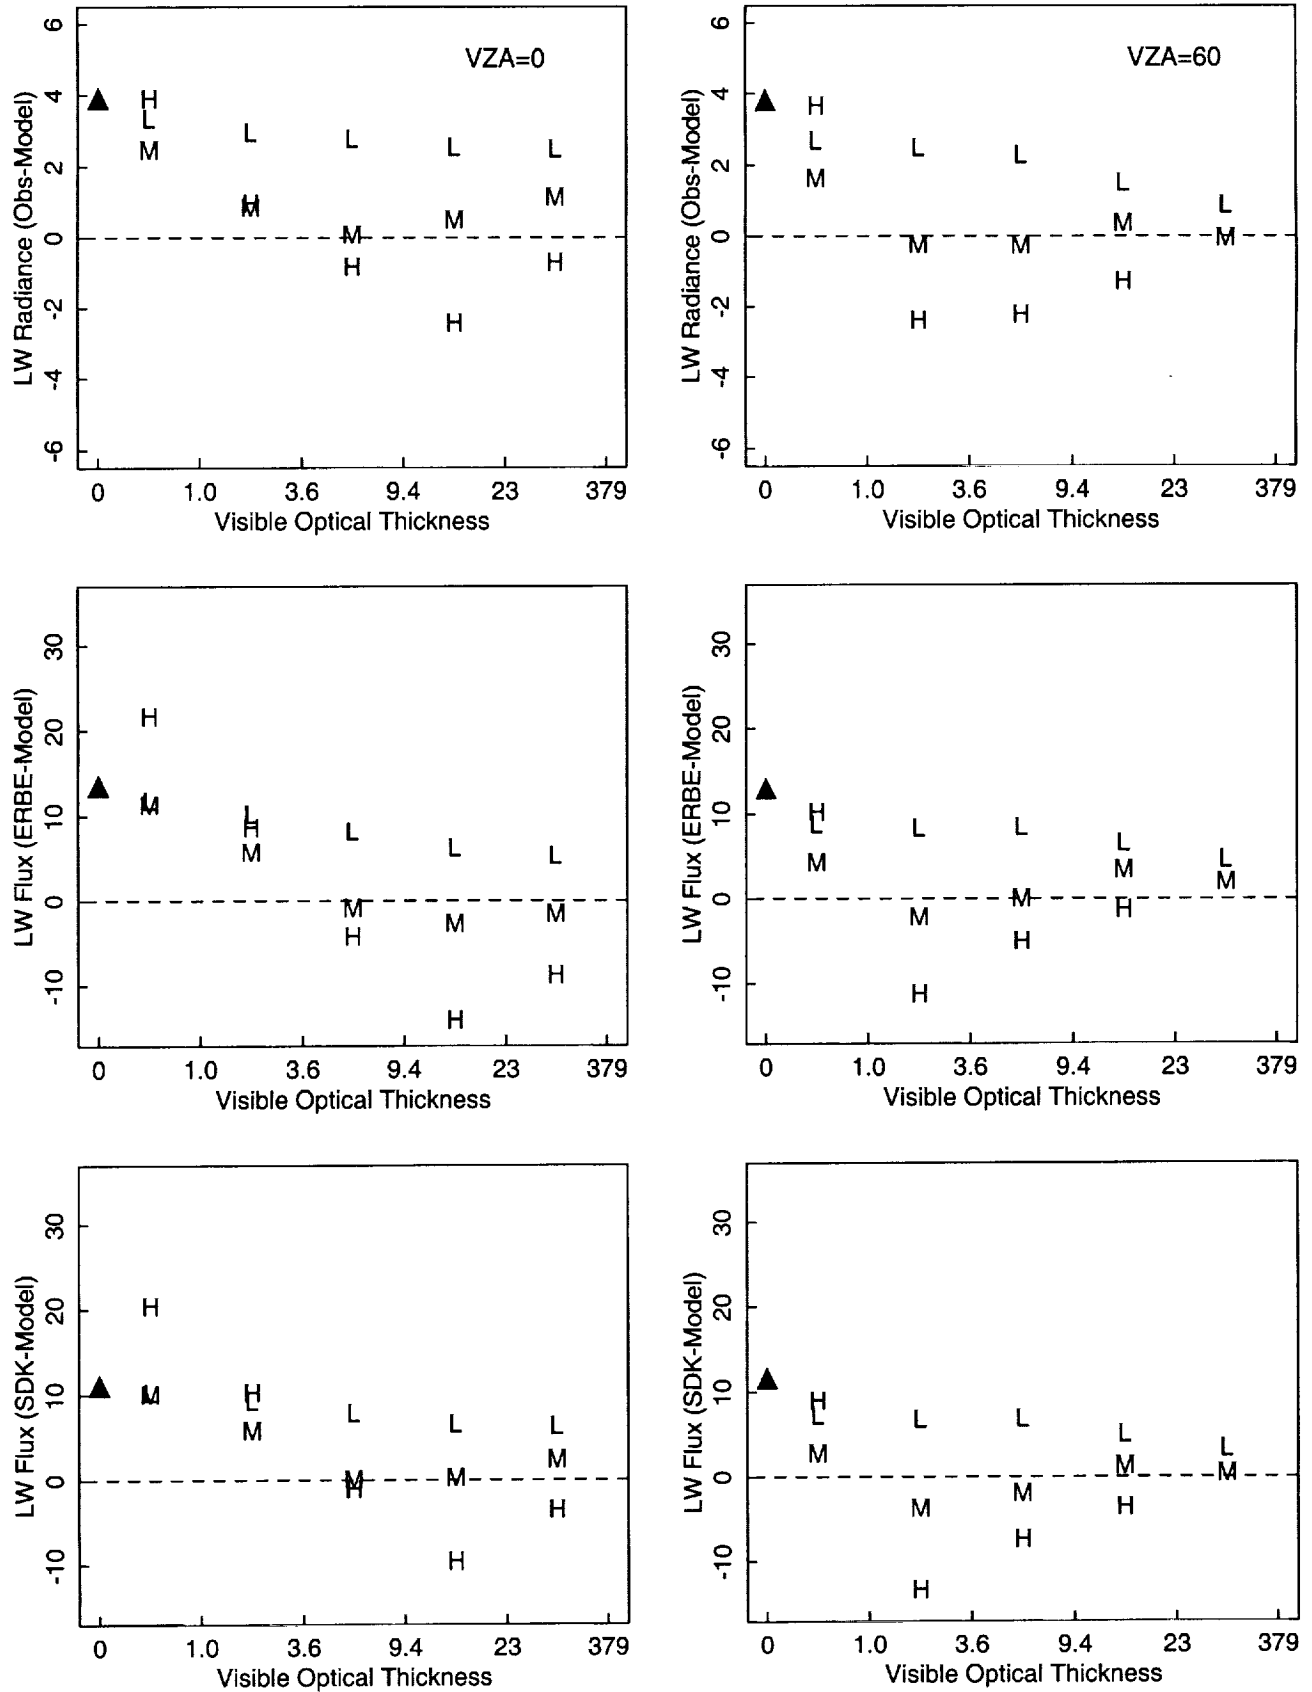 VZA=0
LW Radiance (Obs-Model)
6
4
2
0
-2
-4
-6
H
L
M
L
H
M
L
M
H
L
M
H
L
M
H
0 1.0 3.6 9.4 23 379
Visible Optical Thickness
VZA=60
LW Radiance (Obs-Model)
6
4
2
0
-2
-4
-6
H
L
M
L
M
H
L
M
H
L
M
H
L
M
0 1.0 3.6 9.4 23 379
Visible Optical Thickness
LW Flux (ERBE-Model)
30
20
10
0
-10
H
L
M
L
H
M
L
M
H
L
M
H
L
M
H
0 1.0 3.6 9.4 23 379
Visible Optical Thickness
LW Flux (ERBE-Model)
30
20
10
0
-10
H
L
M
L
M
H
L
M
H
L
M
H
L
M
0 1.0 3.6 9.4 23 379
Visible Optical Thickness
LW Flux (SDK-Model)
30
20
10
0
-10
H
L
M
H
L
M
L
M
H
L
M
H
L
M
H
0 1.0 3.6 9.4 23 379
Visible Optical Thickness
LW Flux (SDK-Model)
30
20
10
0
-10
H
L
M
L
M
H
L
M
H
L
M
H
L
M
0 1.0 3.6 9.4 23 379
Visible Optical Thickness